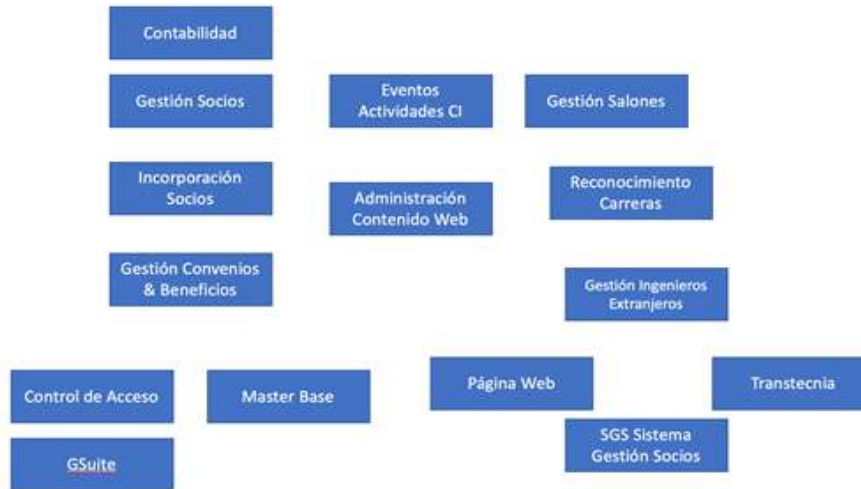 Contabilidad
Gestión Socios
Eventos
Actividades CI
Gestión Salones
Incorporación
Socios
Administración
Contenido Web
Reconocimiento
Carreras
Gestión Convenios
& Beneficios
Gestión Ingenieros
Extranjeros
Control de Acceso
Master Base
Página Web
Transtecnia
GSuite
SGS Sistema
Gestión Socios